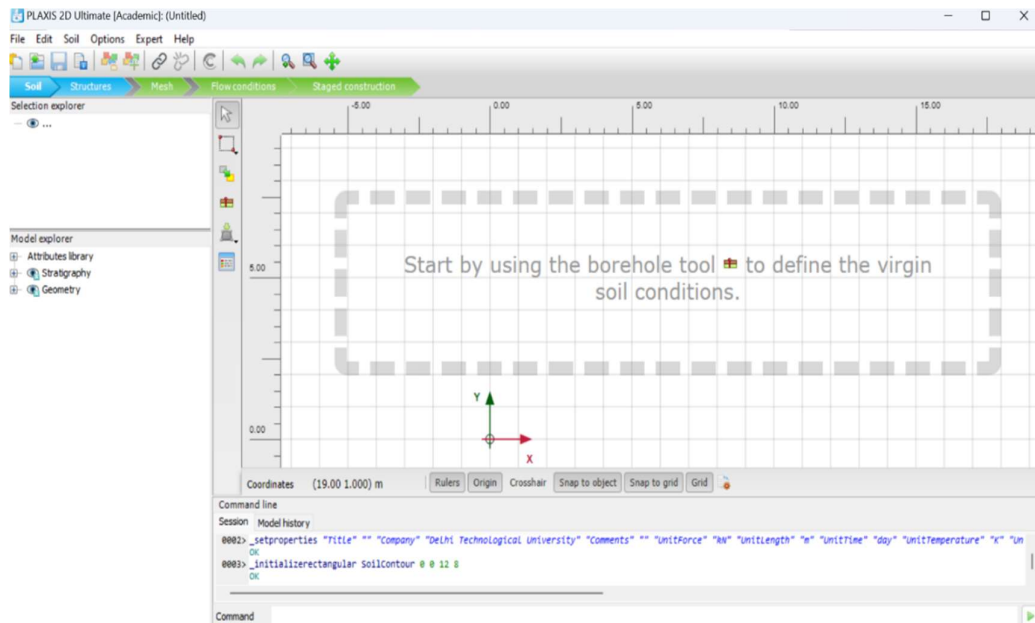 PLAXIS 2D Ultimate [Academic]: (Untitled)
File Edit Soil Options Expert Help
Soil Structures Mesh Flow conditions Staged construction
Selection explorer
...
Model explorer
Attributes library
Stratigraphy
Geometry
-5.00 0.00 5.00 10.00 15.00
5.00
0.00
Start by using the borehole tool to define the virgin
soil conditions.
Y
X
Coordinates (19.00 1.000) m Rulers Origin Crosshair Snap to object Snap to grid Grid
Command line
Session Model history
0002> _setproperties "Title" "" "Company" "Delhi Technological University" "Comments" "" "UnitForce" "kN" "UnitLength" "m" "UnitTime" "day" "UnitTemperature" "K" "Un
OK
0003> _initializerectangular SoilContour 0 0 12 8
OK
Command